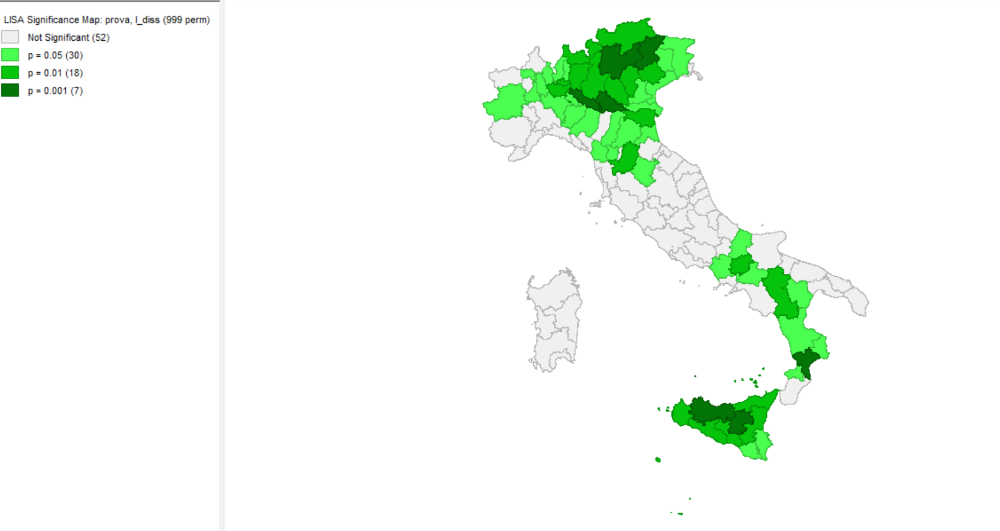 LISA Significance Map: prova, I_diss (999 perm)
Not Significant (52)
p = 0.05 (30)
p = 0.01 (18)
p = 0.001 (7)